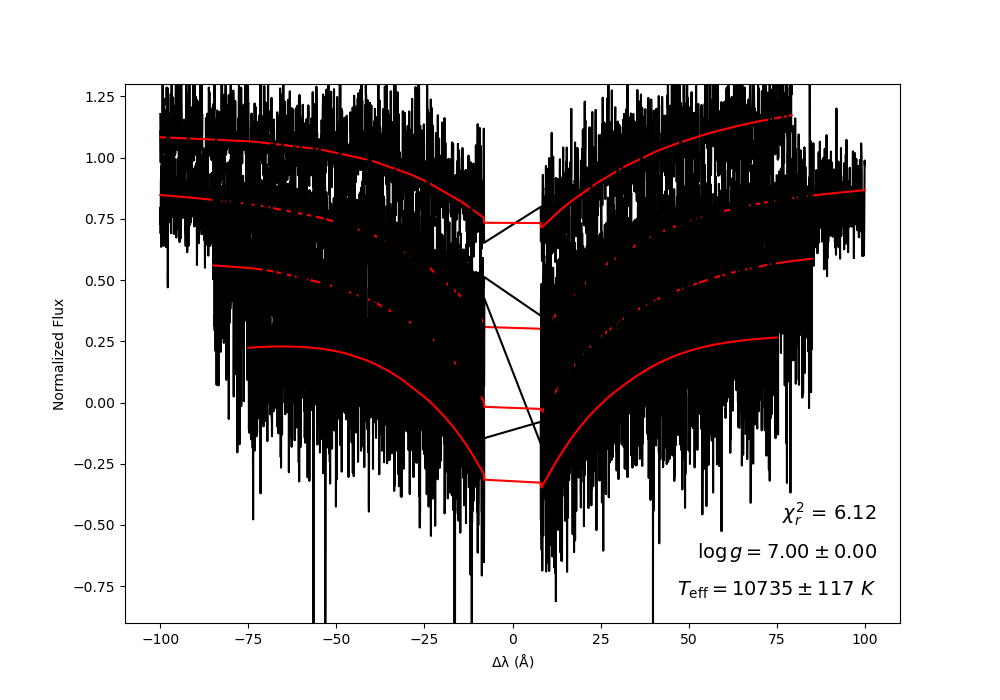 1.25
1.00
0.75
0.50
0.25
0.00
−0.25
−0.50
−0.75
Normalized Flux
χ²ᵣ = 6.12
log g = 7.00 ± 0.00
T_eff = 10735 ± 117 K
−100 −75 −50 −25 0 25 50 75 100
Δλ (Å)